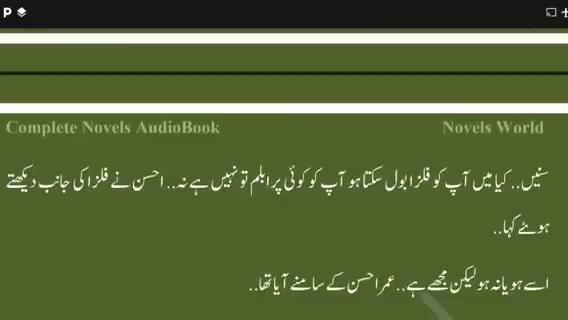 Complete Novels AudioBook Novels World
سنیں.. کیا میں آپ کو فلزا بول سکتا ہو آپ کو کوئی پرابلم تو نہیں ہے نہ.. احسن نے فلزا کی جانب دیکھتے
ہوئے کہا..
اسے ہو یا نہ ہو لیکن مجھے ہے.. عمر احسن کے سامنے آیا تھا..